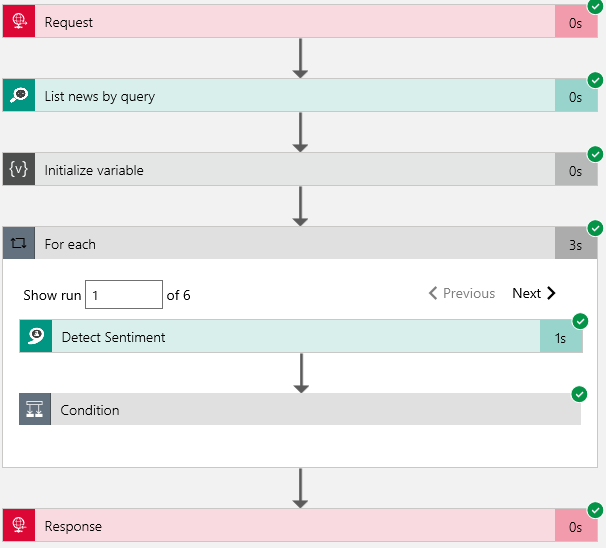 Request 0s
List news by query 0s
{v} Initialize variable 0s
For each 3s
Show run 1 of 6 Previous Next
Detect Sentiment 1s
Condition
Response 0s